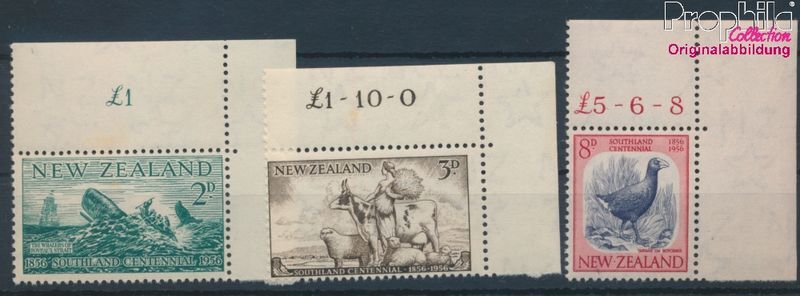 Prophila
Collection
Originalabbildung
£1
NEW ZEALAND
2D
1856 SOUTHLAND CENTENNIAL 1956
£1-10-0
NEW ZEALAND
3D
SOUTHLAND CENTENNIAL · 1856-1956
£5-6-8
8D
SOUTHLAND CENTENNIAL
1856
1956
NEW·ZEALAND